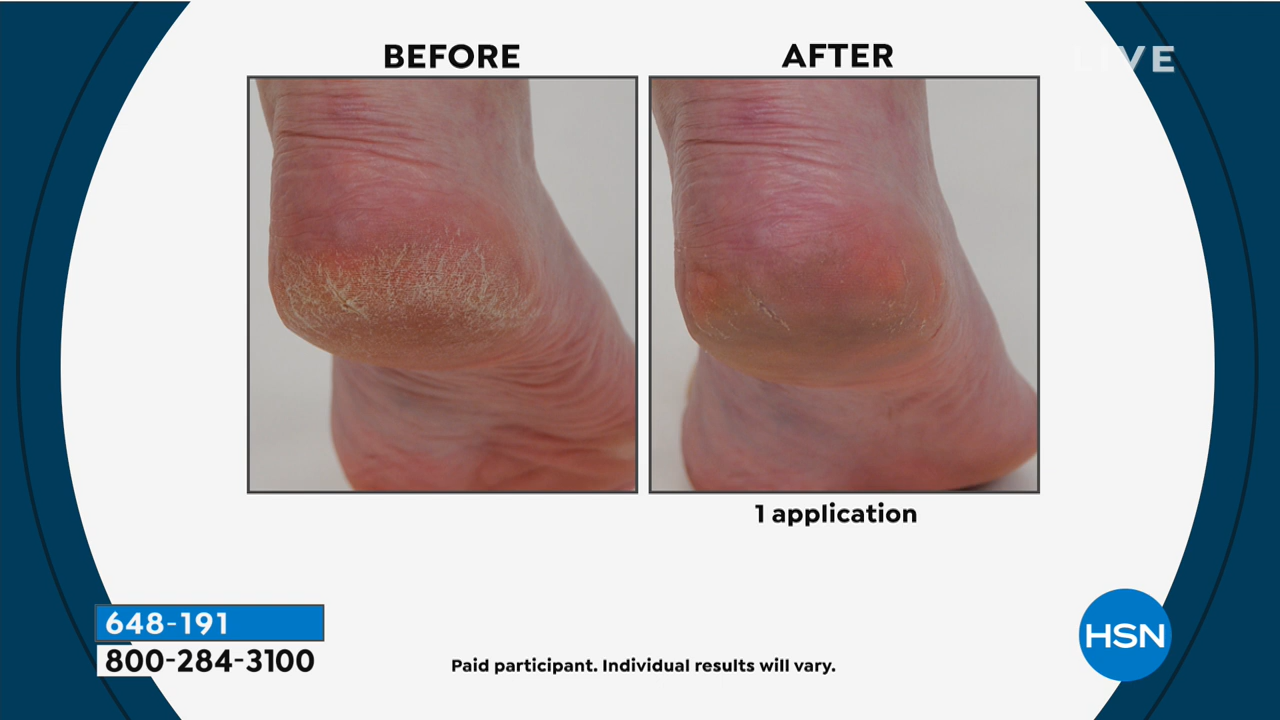 BEFORE
AFTER
LIVE
1 application
648-191
800-284-3100
Paid participant. Individual results will vary.
HSN